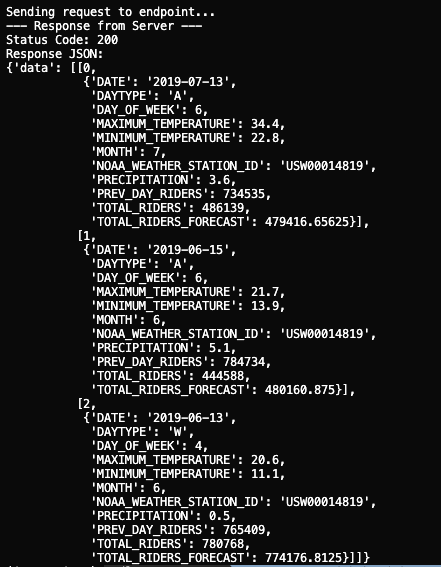 Sending request to endpoint...
--- Response from Server ---
Status Code: 200
Response JSON:
{'data': [[0,
{'DATE': '2019-07-13',
'DAYTYPE': 'A',
'DAY_OF_WEEK': 6,
'MAXIMUM_TEMPERATURE': 34.4,
'MINIMUM_TEMPERATURE': 22.8,
'MONTH': 7,
'NOAA_WEATHER_STATION_ID': 'USW00014819',
'PRECIPITATION': 3.6,
'PREV_DAY_RIDERS': 734535,
'TOTAL_RIDERS': 486139,
'TOTAL_RIDERS_FORECAST': 479416.65625}],
[1,
{'DATE': '2019-06-15',
'DAYTYPE': 'A',
'DAY_OF_WEEK': 6,
'MAXIMUM_TEMPERATURE': 21.7,
'MINIMUM_TEMPERATURE': 13.9,
'MONTH': 6,
'NOAA_WEATHER_STATION_ID': 'USW00014819',
'PRECIPITATION': 5.1,
'PREV_DAY_RIDERS': 784734,
'TOTAL_RIDERS': 444588,
'TOTAL_RIDERS_FORECAST': 480160.875}],
[2,
{'DATE': '2019-06-13',
'DAYTYPE': 'W',
'DAY_OF_WEEK': 4,
'MAXIMUM_TEMPERATURE': 20.6,
'MINIMUM_TEMPERATURE': 11.1,
'MONTH': 6,
'NOAA_WEATHER_STATION_ID': 'USW00014819',
'PRECIPITATION': 0.5,
'PREV_DAY_RIDERS': 765409,
'TOTAL_RIDERS': 780768,
'TOTAL_RIDERS_FORECAST': 774176.8125}]]}